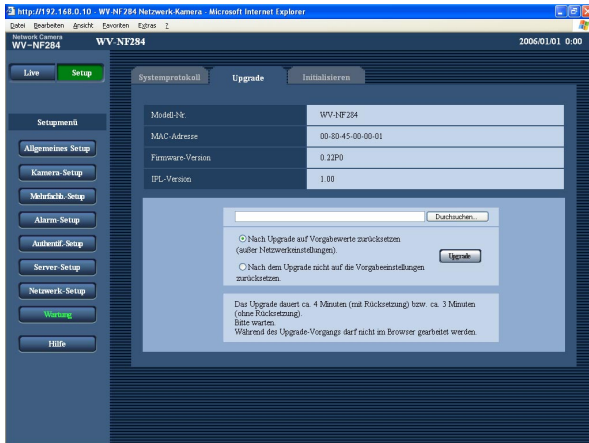 http://192.168.0.10 - WV-NF284 Netzwerk-Kamera - Microsoft Internet Explorer
Datei Bearbeiten Ansicht Favoriten Extras ?
Network Camera
WV-NF284
WV-NF284
2006/01/01 0:00
Live
Setup
Systemprotokoll
Upgrade
Initialisieren
Setupmenü
Allgemeines Setup
Kamera-Setup
Mehrfachb.-Setup
Alarm-Setup
Authentif.-Setup
Server-Setup
Netzwerk-Setup
Wartung
Hilfe
Modell-Nr. WV-NF284
MAC-Adresse 00-80-45-00-00-01
Firmware-Version 0.22P0
IPL-Version 1.00
Durchsuchen...
Nach Upgrade auf Vorgabewerte zurücksetzen
(außer Netzwerkeinstellungen).
Upgrade
Nach dem Upgrade nicht auf die Vorgabeeinstellungen
zurücksetzen.
Das Upgrade dauert ca. 4 Minuten (mit Rücksetzung) bzw. ca. 3 Minuten
(ohne Rücksetzung).
Bitte warten.
Während des Upgrade-Vorgangs darf nicht im Browser gearbeitet werden.